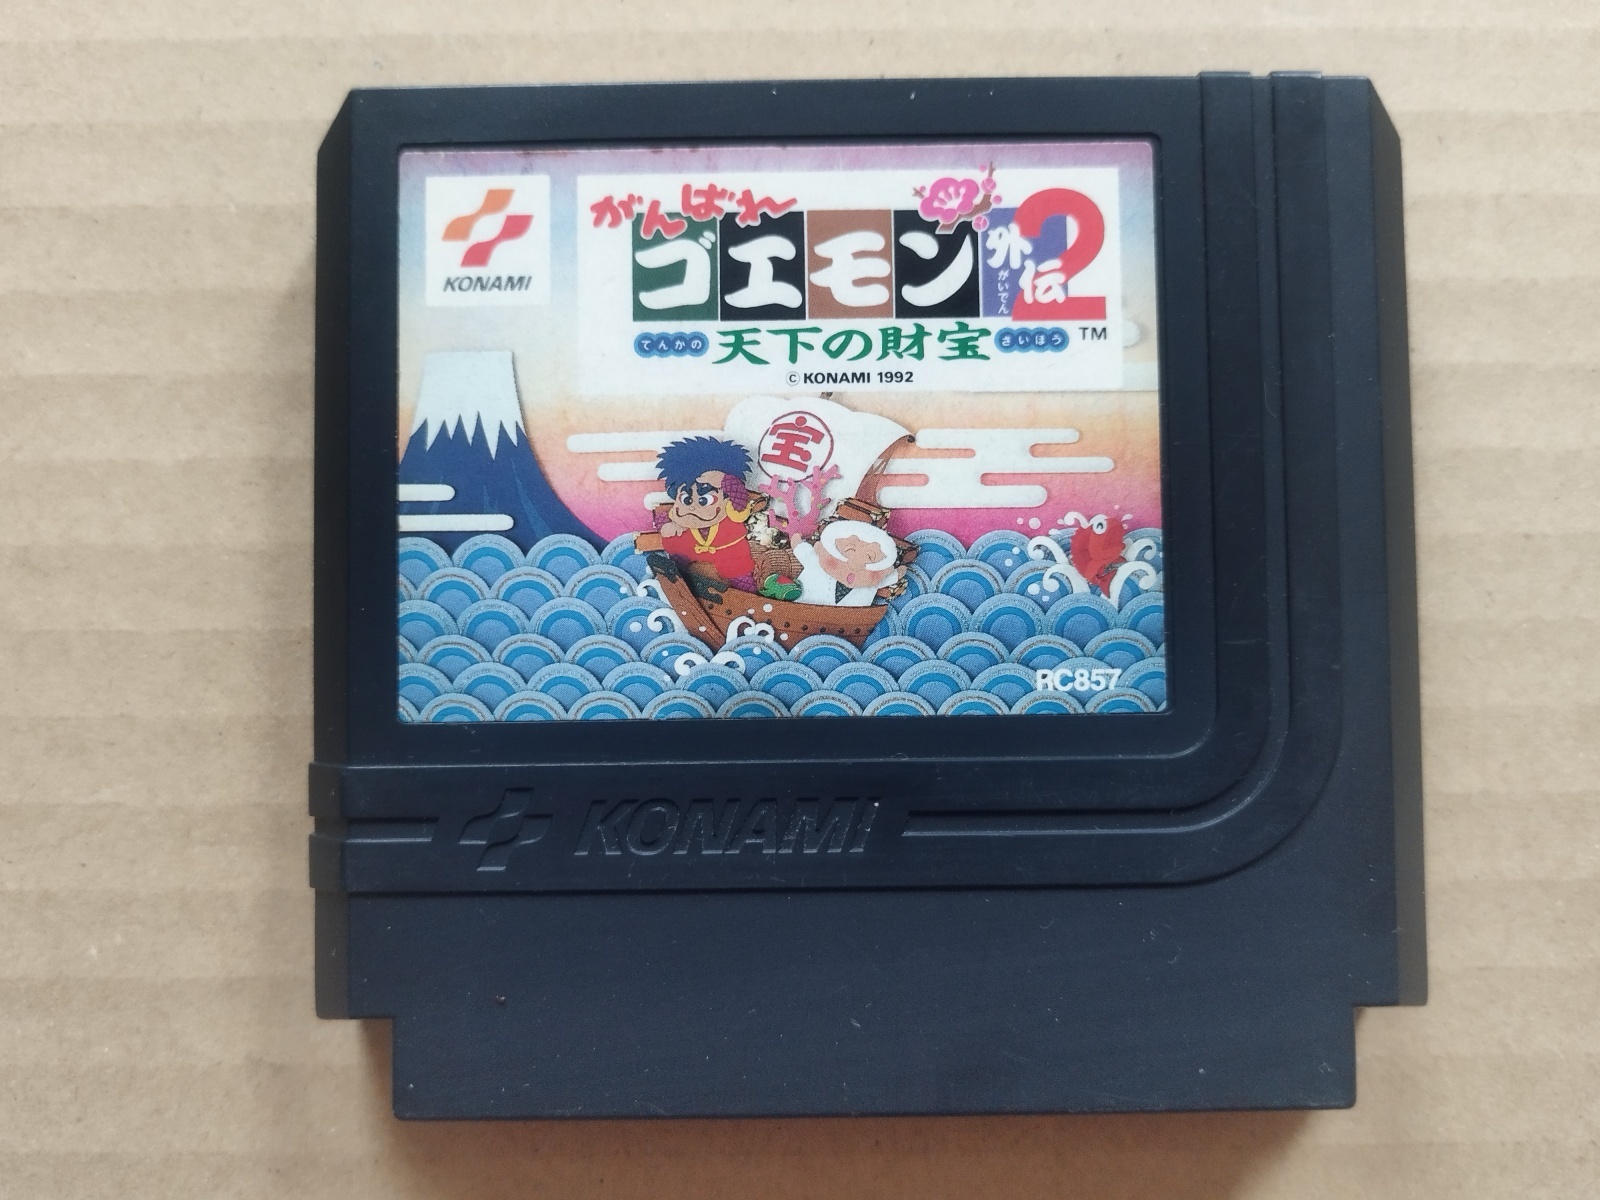 KONAMI
がんばれ
ゴエモン外伝2
がいでん
てんかの 天下の財宝 さいほう TM
© KONAMI 1992
宝
RC857
KONAMI